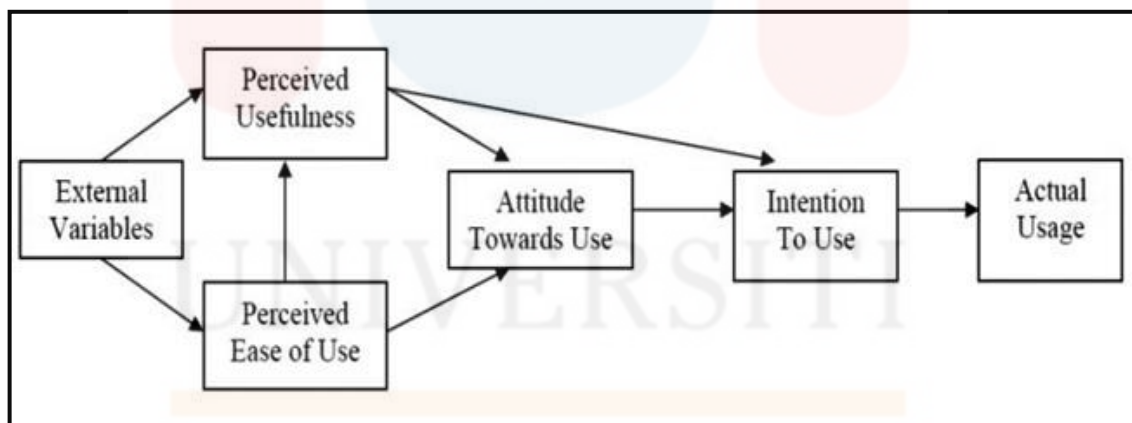 Perceived
Usefulness
External
Variables
Attitude
Towards Use
Intention
To Use
Actual
Usage
Perceived
Ease of Use
UNIVERSITI